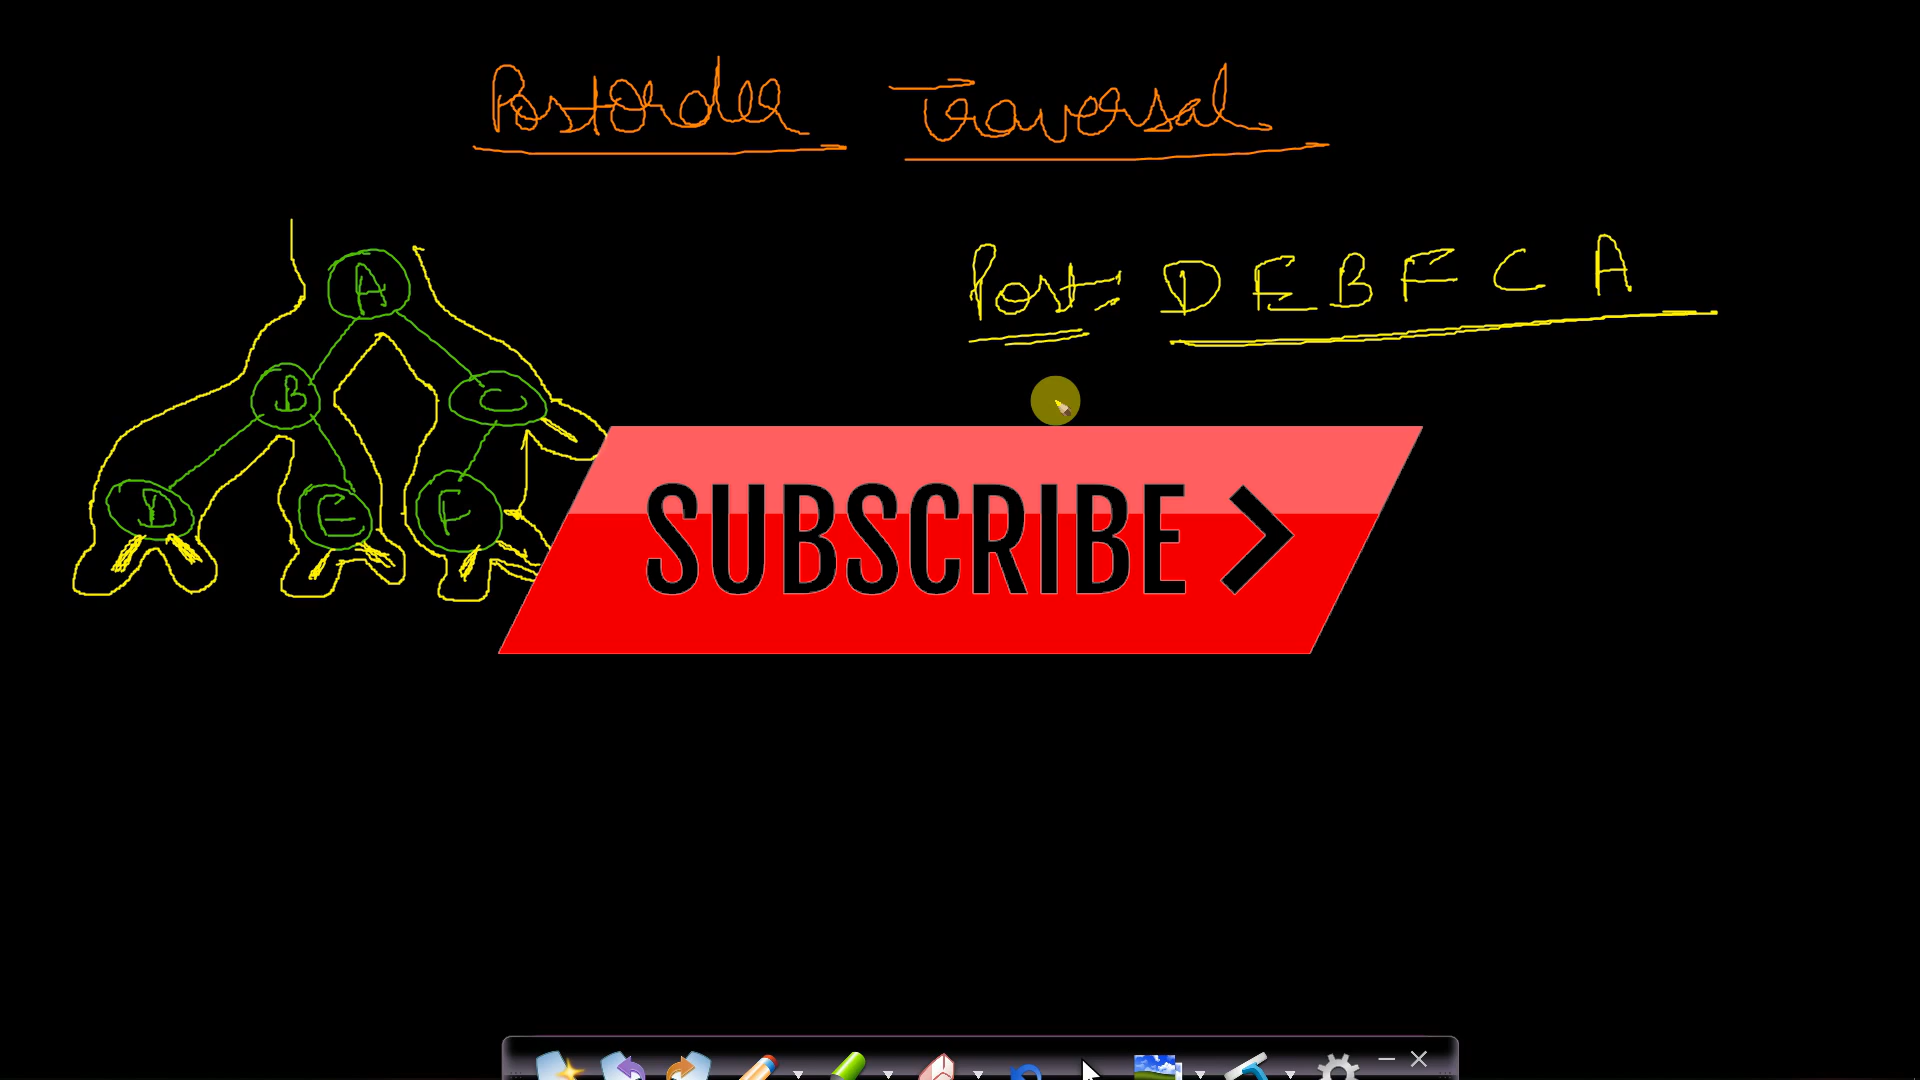 Postorder Traversal
Post:- D E B F C A
A
B C
D E F
SUBSCRIBE >